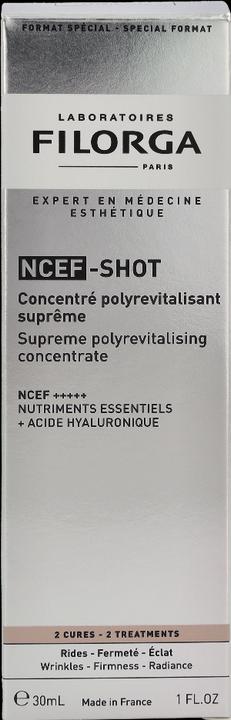 FORMAT SPÉCIAL - SPECIAL FORMAT
LABORATOIRES
FILORGA
PARIS
EXPERT EN MÉDECINE
ESTHÉTIQUE
NCEF-SHOT
Concentré polyrevitalisant
suprême
Supreme polyrevitalising
concentrate
NCEF +++++
NUTRIMENTS ESSENTIELS
+ ACIDE HYALURONIQUE
2 CURES - 2 TREATMENTS
Rides - Fermeté - Éclat
Wrinkles - Firmness - Radiance
℮ 30mL Made in France 1 FL.OZ